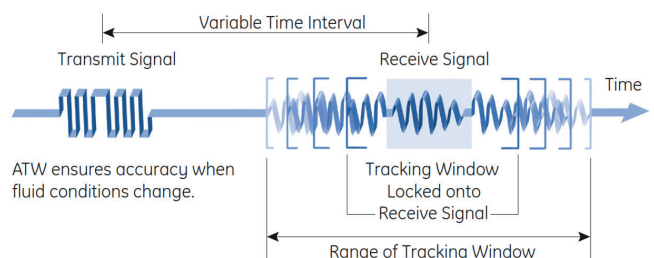 Variable Time Interval
Transmit Signal
Receive Signal
Time
ATW ensures accuracy when
fluid conditions change.
Tracking Window
Locked onto
Receive Signal
Range of Tracking Window